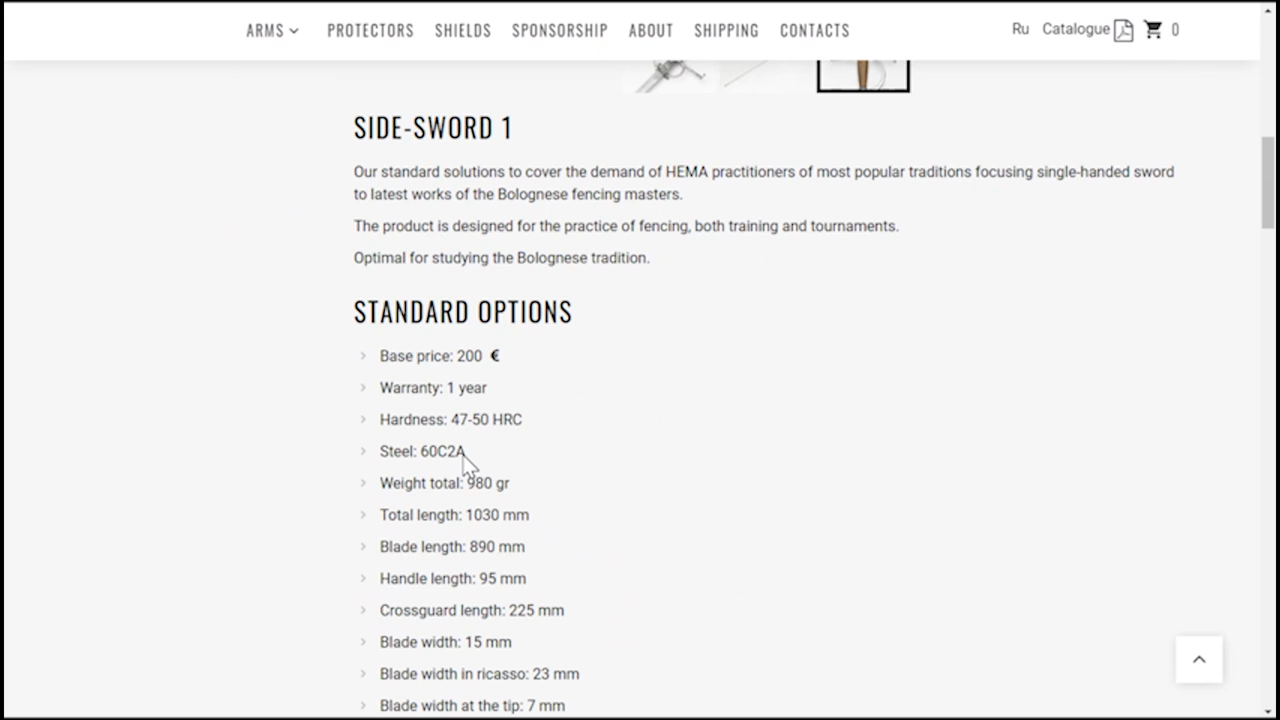 ARMS PROTECTORS SHIELDS SPONSORSHIP ABOUT SHIPPING CONTACTS Ru Catalogue 0
SIDE-SWORD 1
Our standard solutions to cover the demand of HEMA practitioners of most popular traditions focusing single-handed sword
to latest works of the Bolognese fencing masters.
The product is designed for the practice of fencing, both training and tournaments.
Optimal for studying the Bolognese tradition.
STANDARD OPTIONS
Base price: 200 €
Warranty: 1 year
Hardness: 47-50 HRC
Steel: 60C2A
Weight total: 980 gr
Total length: 1030 mm
Blade length: 890 mm
Handle length: 95 mm
Crossguard length: 225 mm
Blade width: 15 mm
Blade width in ricasso: 23 mm
Blade width at the tip: 7 mm